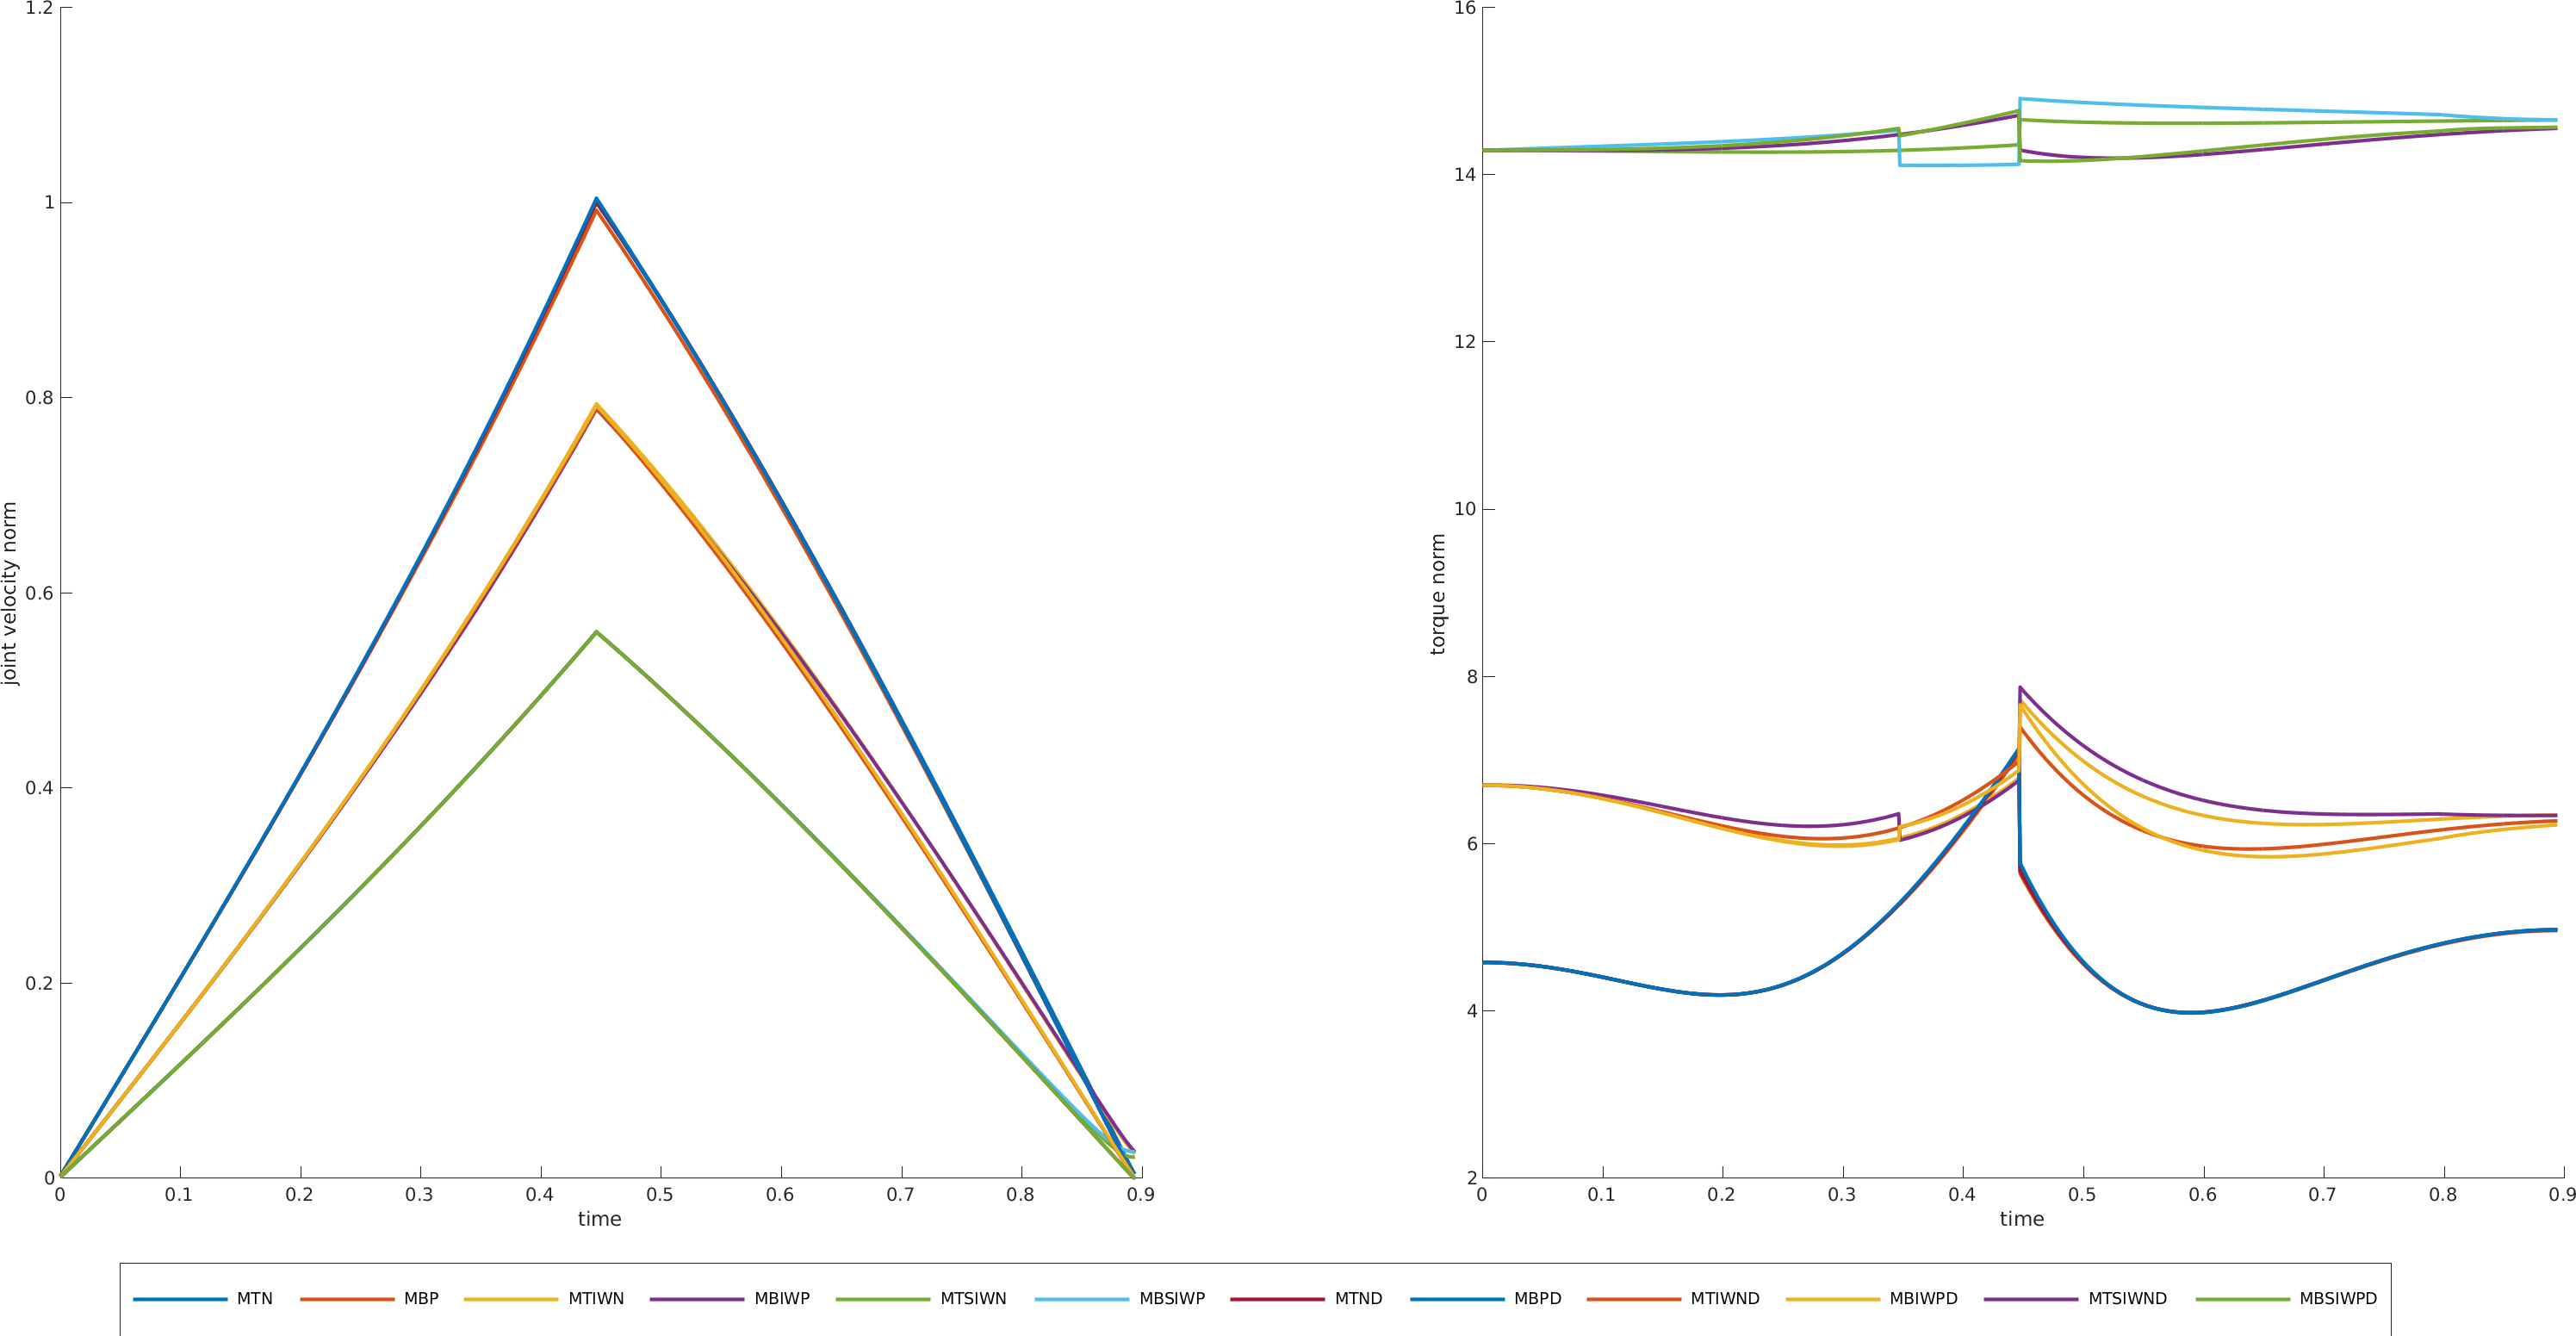 joint velocity norm
1.2
1
0.8
0.6
0.4
0.2
0
0 0.1 0.2 0.3 0.4 0.5 0.6 0.7 0.8 0.9
time
torque norm
16
14
12
10
8
6
4
2
0 0.1 0.2 0.3 0.4 0.5 0.6 0.7 0.8 0.9
time
MTN MBP MTIWN MBIWP MTSIWN MBSIWP MTND MBPD MTIWND MBIWPD MTSIWND MBSIWPD